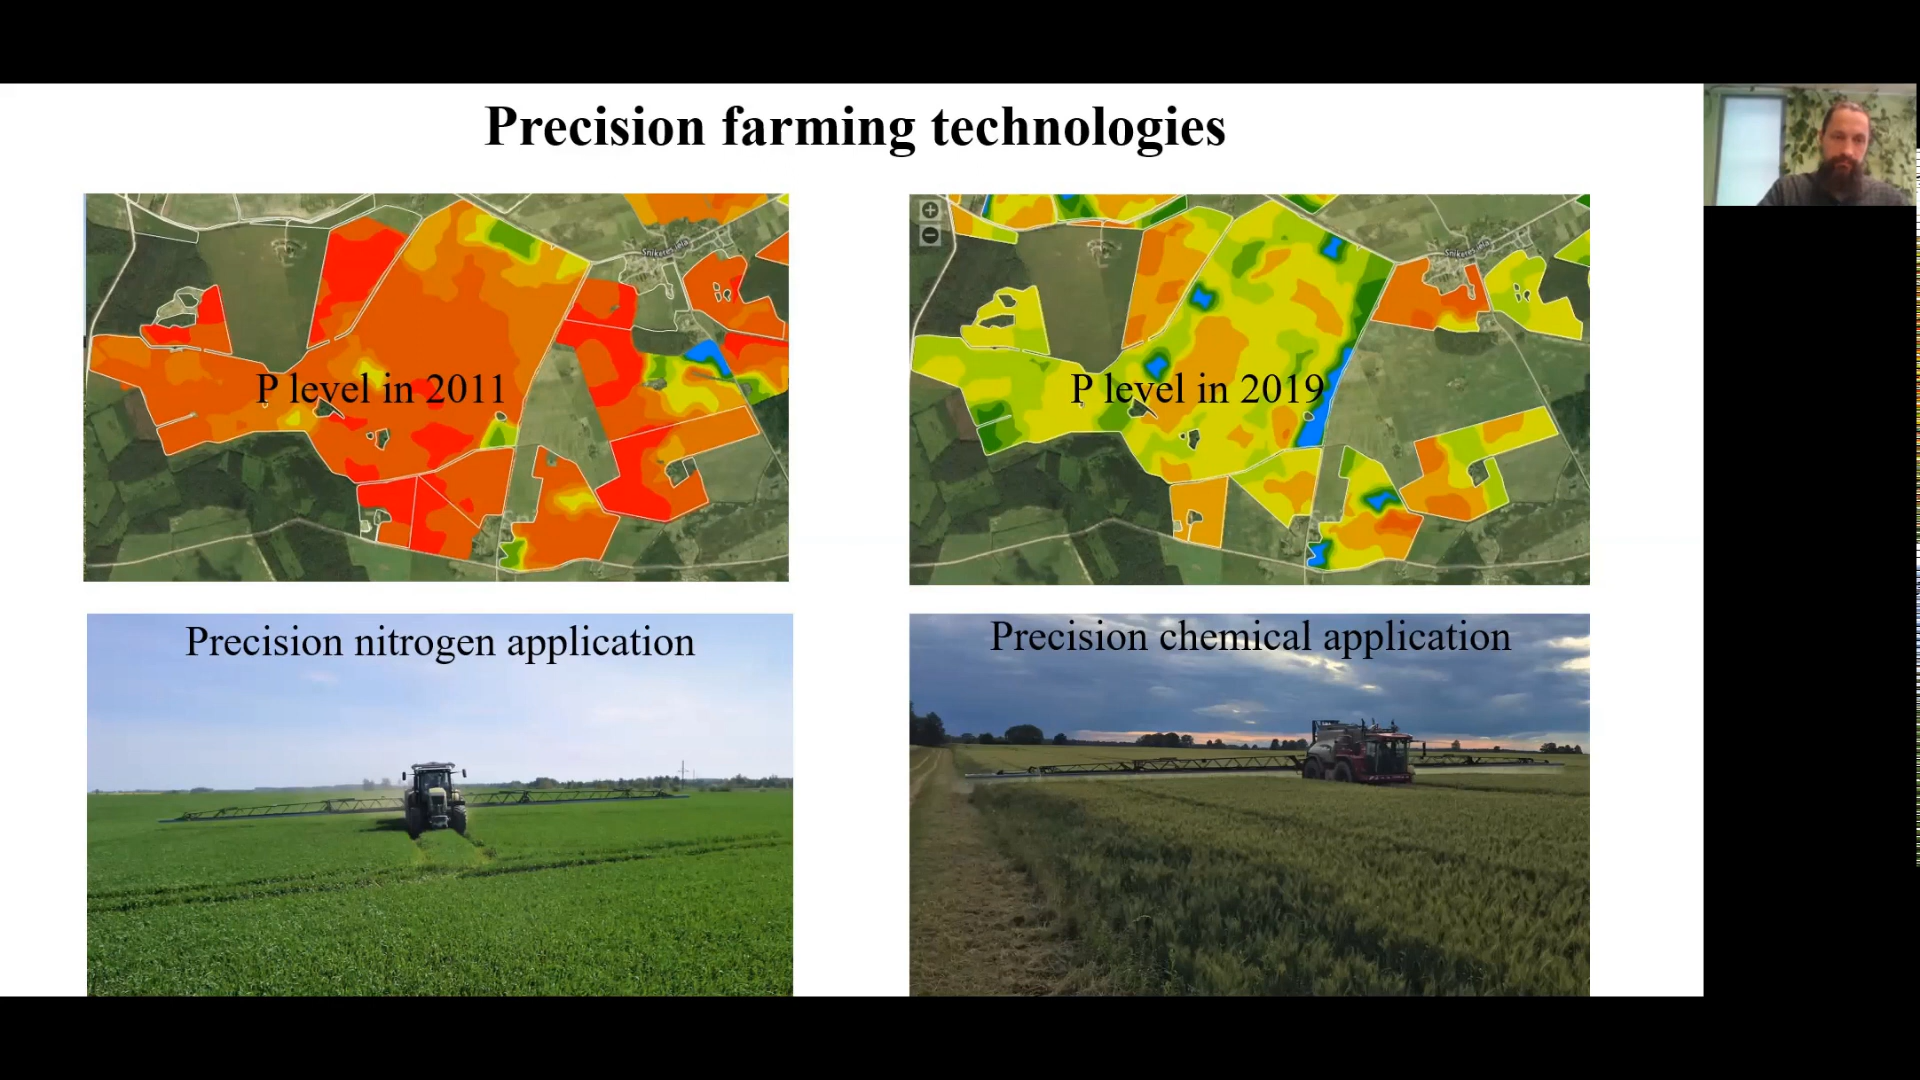 Precision farming technologies
P level in 2011
P level in 2019
Precision nitrogen application
Precision chemical application